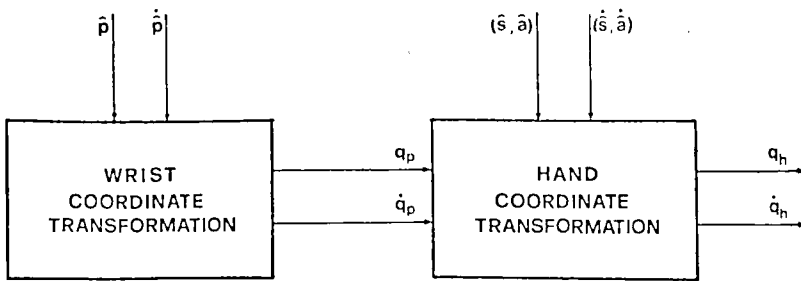 p̂ ṗ̂
(ŝ, â) (ṡ̂, ȧ̂)
WRIST
COORDINATE
TRANSFORMATION
q_p
q̇_p
HAND
COORDINATE
TRANSFORMATION
q_h
q̇_h